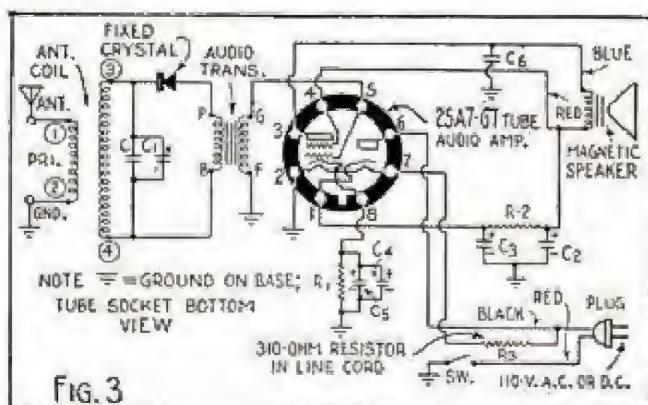 ANT.
COIL
FIXED
CRYSTAL
AUDIO
TRANS.
C6
BLUE
3
4
5
ANT.
P
G
25A7-GT TUBE
AUDIO AMP.
RED
3
6
1
PRI.
2
C
C1
MAGNETIC
SPEAKER
B
F
2
7
GND.
4
1
8
R-2
C3
C2
NOTE = GROUND ON BASE;
R1
C4
C5
TUBE SOCKET BOTTOM
VIEW
RED
PLUG
BLACK
310-OHM RESISTOR
IN LINE CORD
R3
SW.
110-V. A.C. OR D.C.
FIG. 3